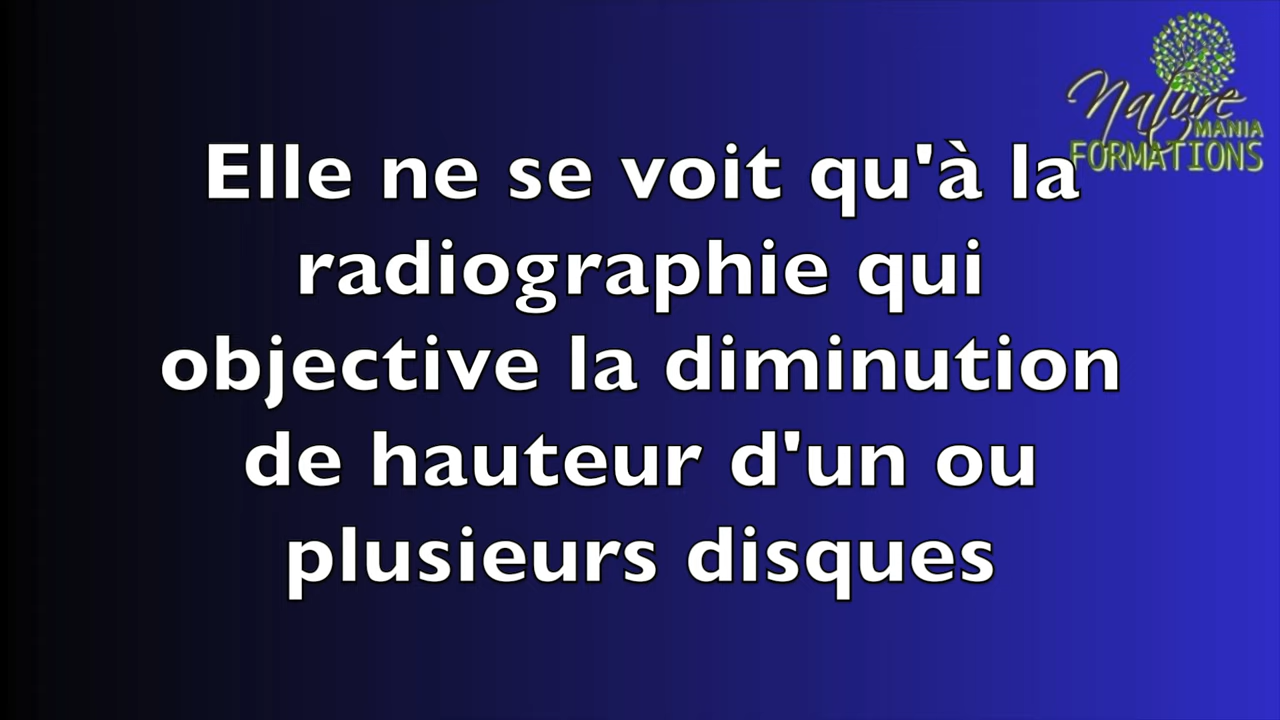 Nature
MANIA
FORMATIONS
Elle ne se voit qu'à la
radiographie qui
objective la diminution
de hauteur d'un ou
plusieurs disques